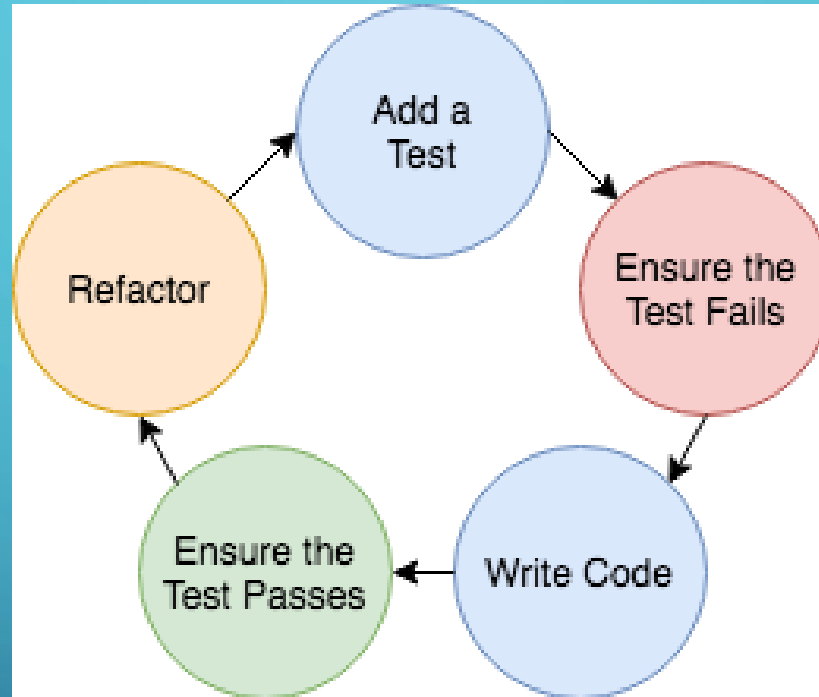 Add a
Test
Ensure the
Test Fails
Write Code
Ensure the
Test Passes
Refactor